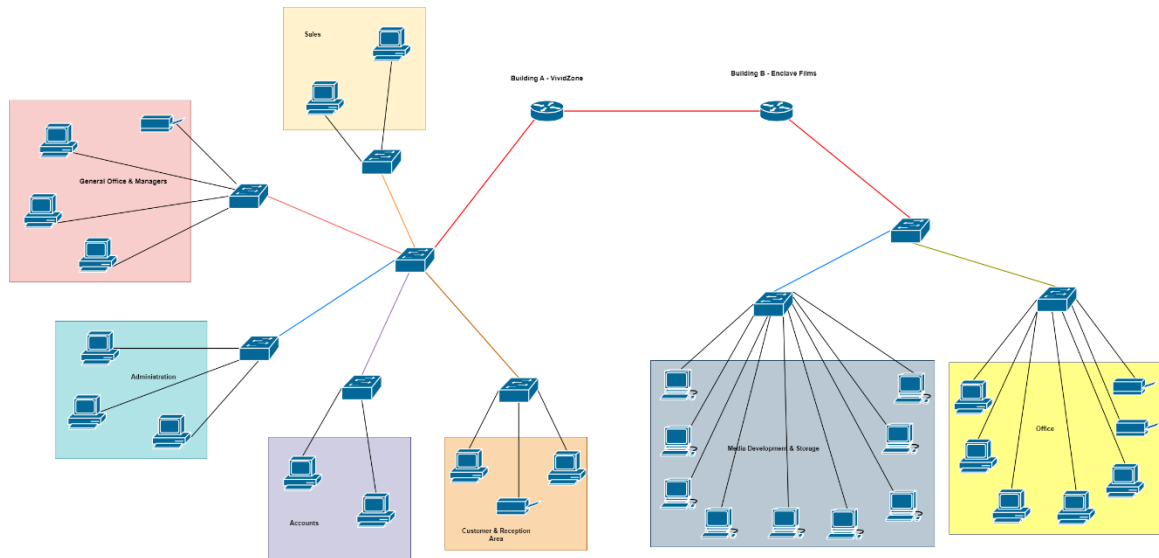 Sales
Building A - VividZone
Building B - Enclave Films
General Office & Managers
Administration
Accounts
Customer & Reception
Area
Media Development & Storage
Office